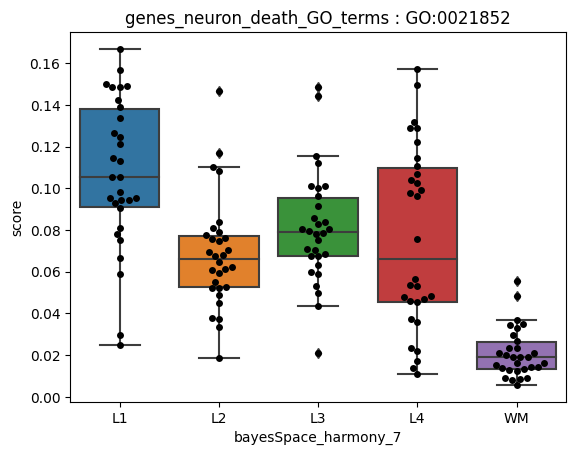 genes_neuron_death_GO_terms : GO:0021852
0.16
0.14
0.12
0.10
0.08
0.06
0.04
0.02
0.00
score
L1 L2 L3 L4 WM
bayesSpace_harmony_7